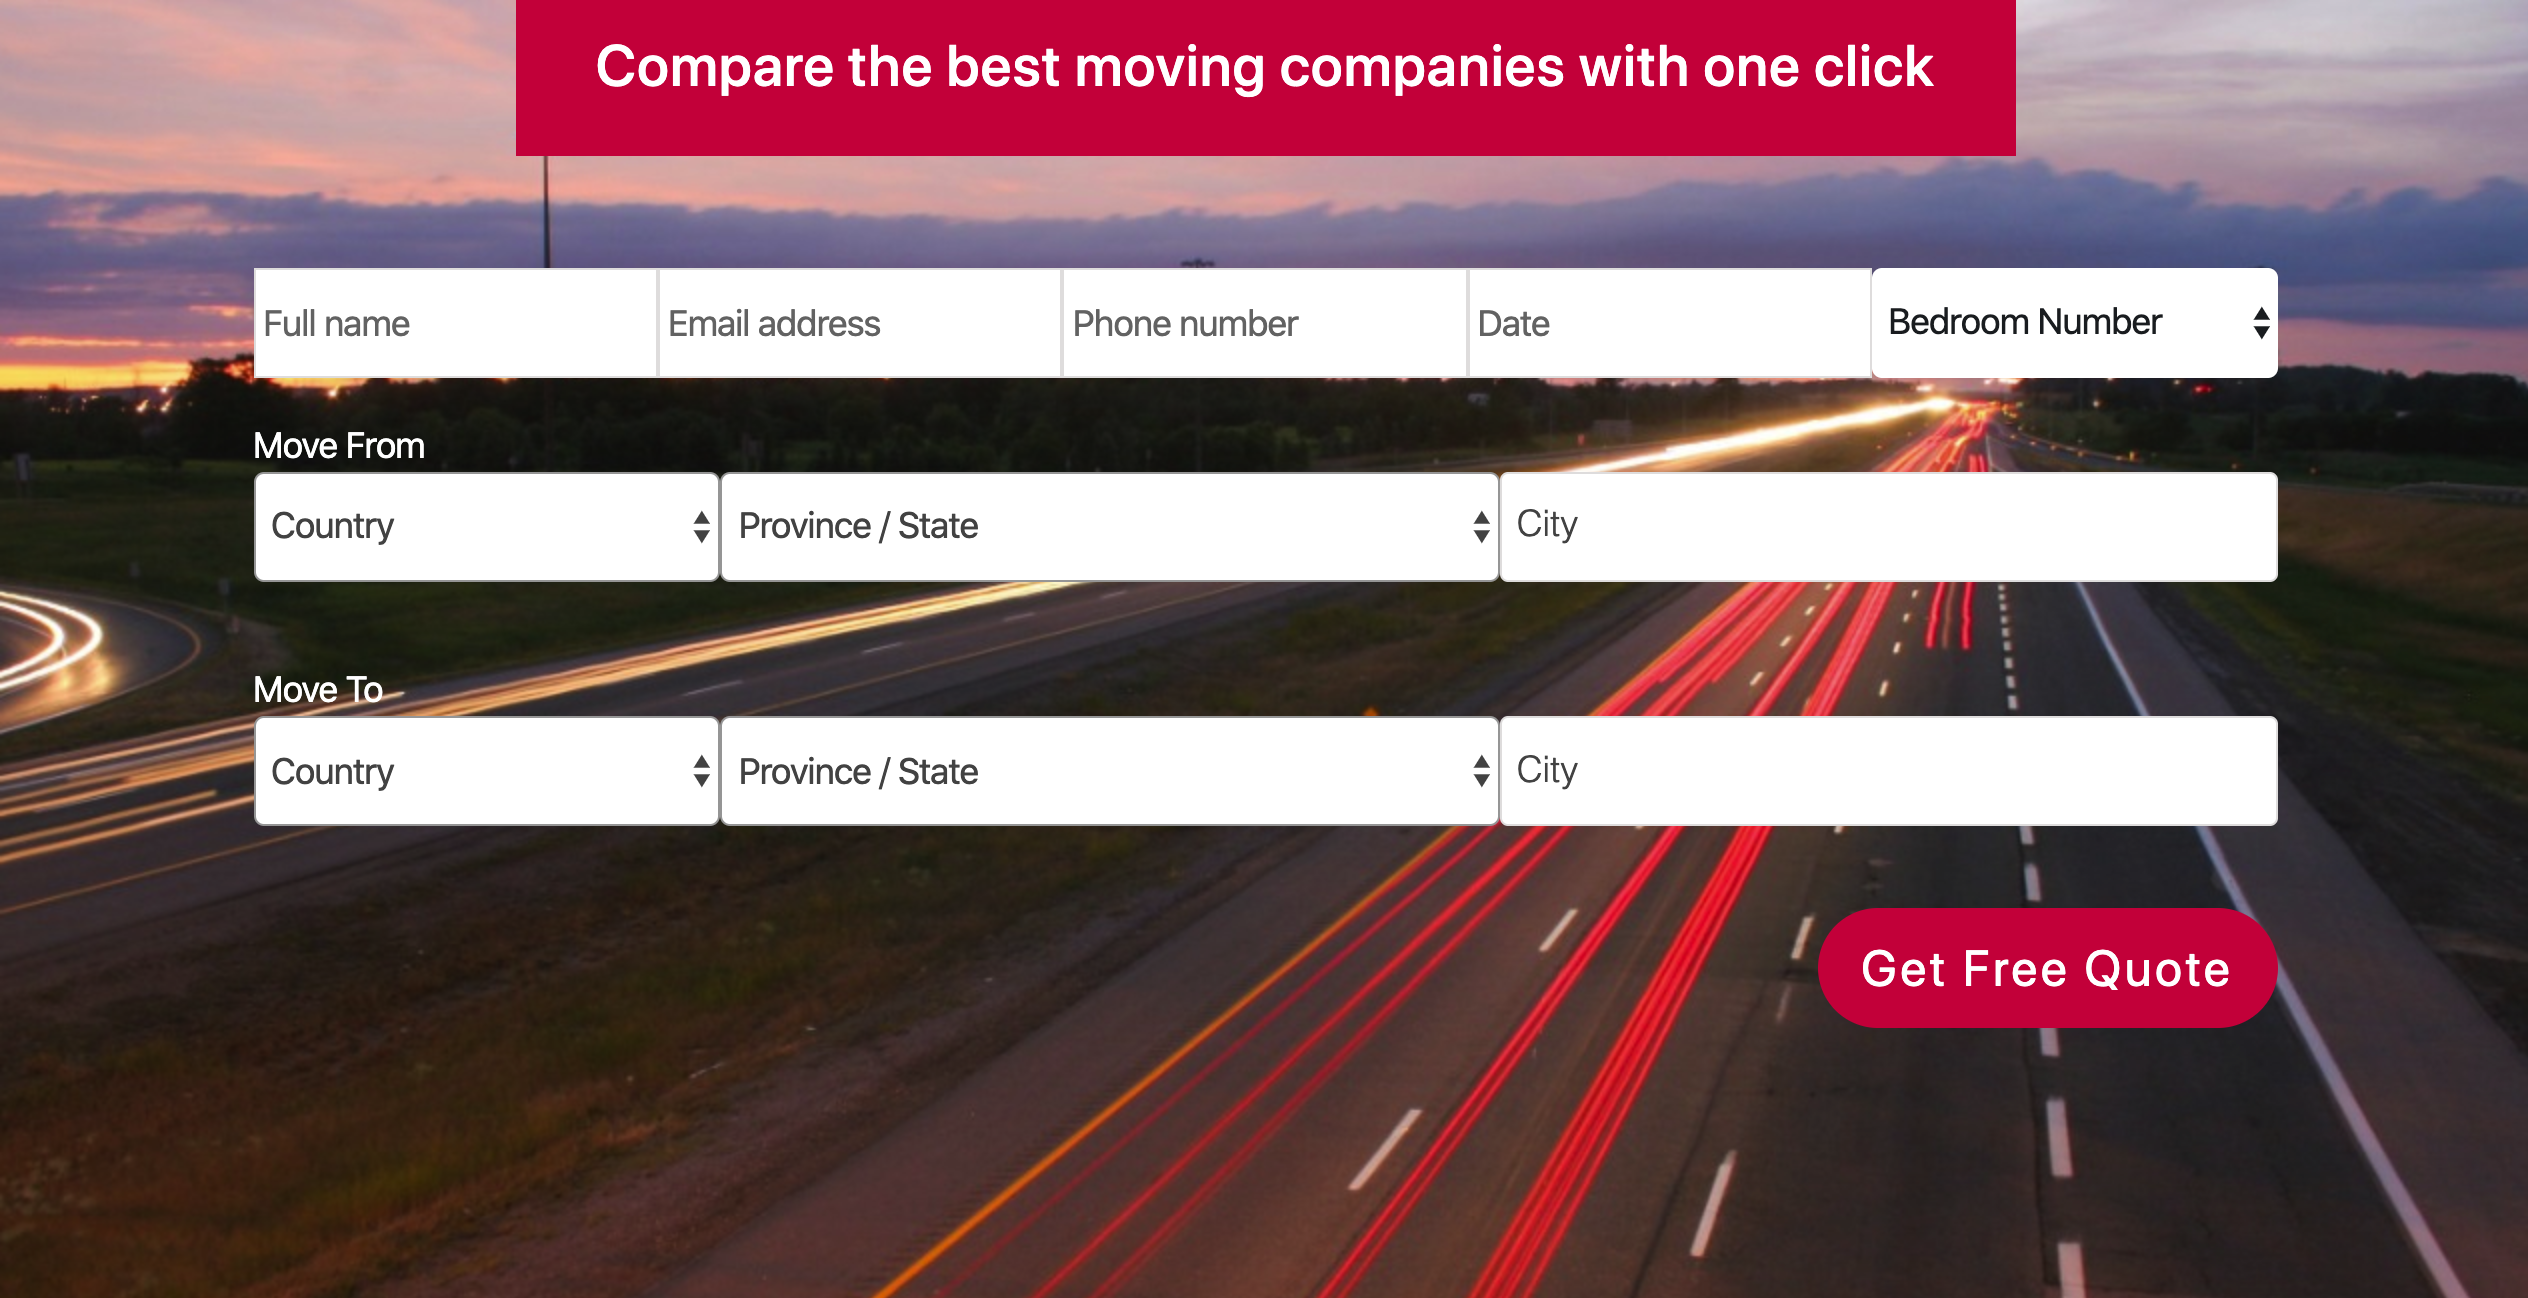 Compare the best moving companies with one click
Full name Email address Phone number Date Bedroom Number
Move From
Country Province / State City
Move To
Country Province / State City
Get Free Quote